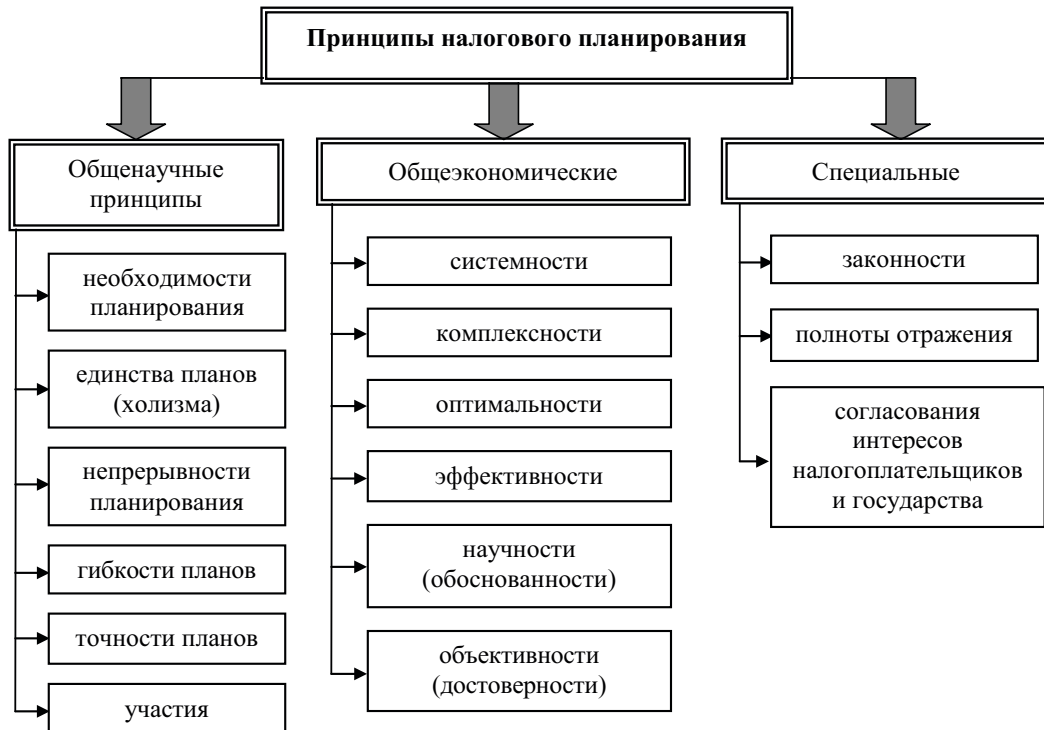 Принципы налогового планирования
Общенаучные
принципы
необходимости
планирования
единства планов
(холизма)
непрерывности
планирования
гибкости планов
точности планов
участия
Общеэкономические
системности
комплексности
оптимальности
эффективности
научности
(обоснованности)
объективности
(достоверности)
Специальные
законности
полноты отражения
согласования
интересов
налогоплательщиков
и государства